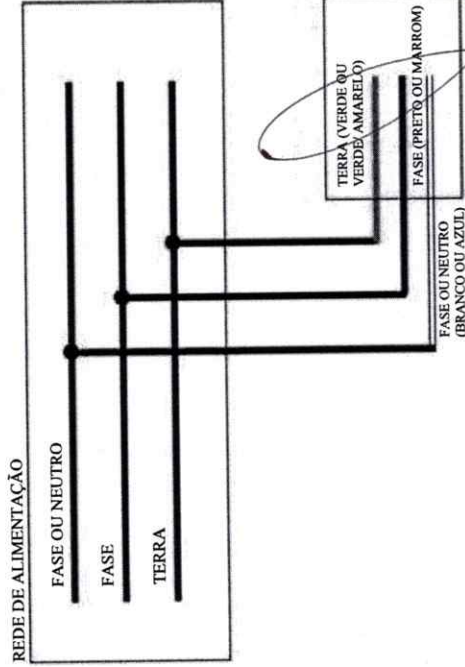 REDE DE ALIMENTAÇÃO
FASE OU NEUTRO
FASE
TERRA
TERRA (VERDE OU
VERDE/ AMARELO)
FASE (PRETO OU MARROM)
FASE OU NEUTRO
(BRANCO OU AZUL)